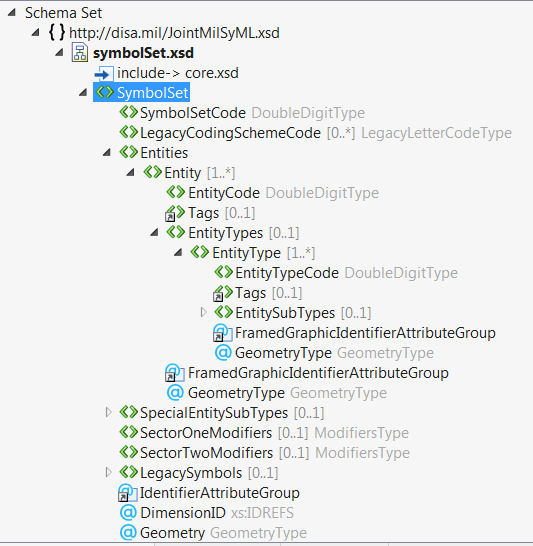 Schema Set
{ } http://disa.mil/JointMilSyML.xsd
symbolSet.xsd
include-> core.xsd
SymbolSet
SymbolSetCode DoubleDigitType
LegacyCodingSchemeCode [0..*] LegacyLetterCodeType
Entities
Entity [1..*]
EntityCode DoubleDigitType
Tags [0..1]
EntityTypes [0..1]
EntityType [1..*]
EntityTypeCode DoubleDigitType
Tags [0..1]
EntitySubTypes [0..1]
FramedGraphicIdentifierAttributeGroup
GeometryType GeometryType
FramedGraphicIdentifierAttributeGroup
GeometryType GeometryType
SpecialEntitySubTypes [0..1]
SectorOneModifiers [0..1] ModifiersType
SectorTwoModifiers [0..1] ModifiersType
LegacySymbols [0..1]
IdentifierAttributeGroup
DimensionID xs:IDREFS
Geometry GeometryType